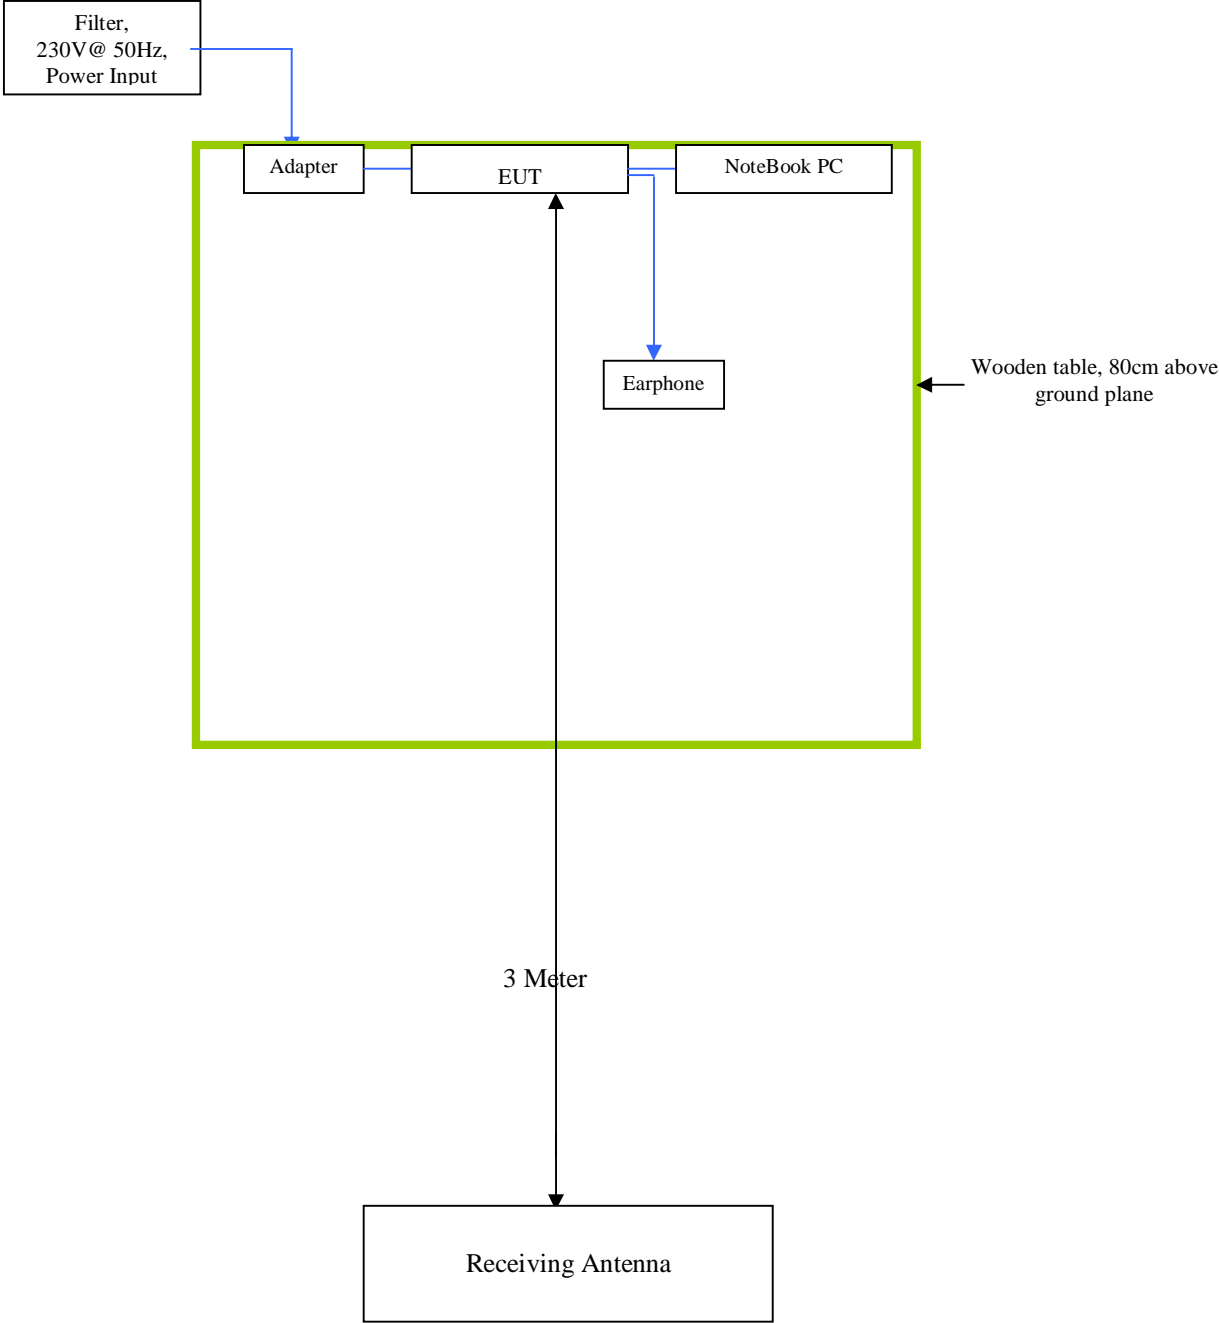 Filter,
230V@ 50Hz,
Power Input
Adapter
EUT
NoteBook PC
Earphone
Wooden table, 80cm above
ground plane
3 Meter
Receiving Antenna